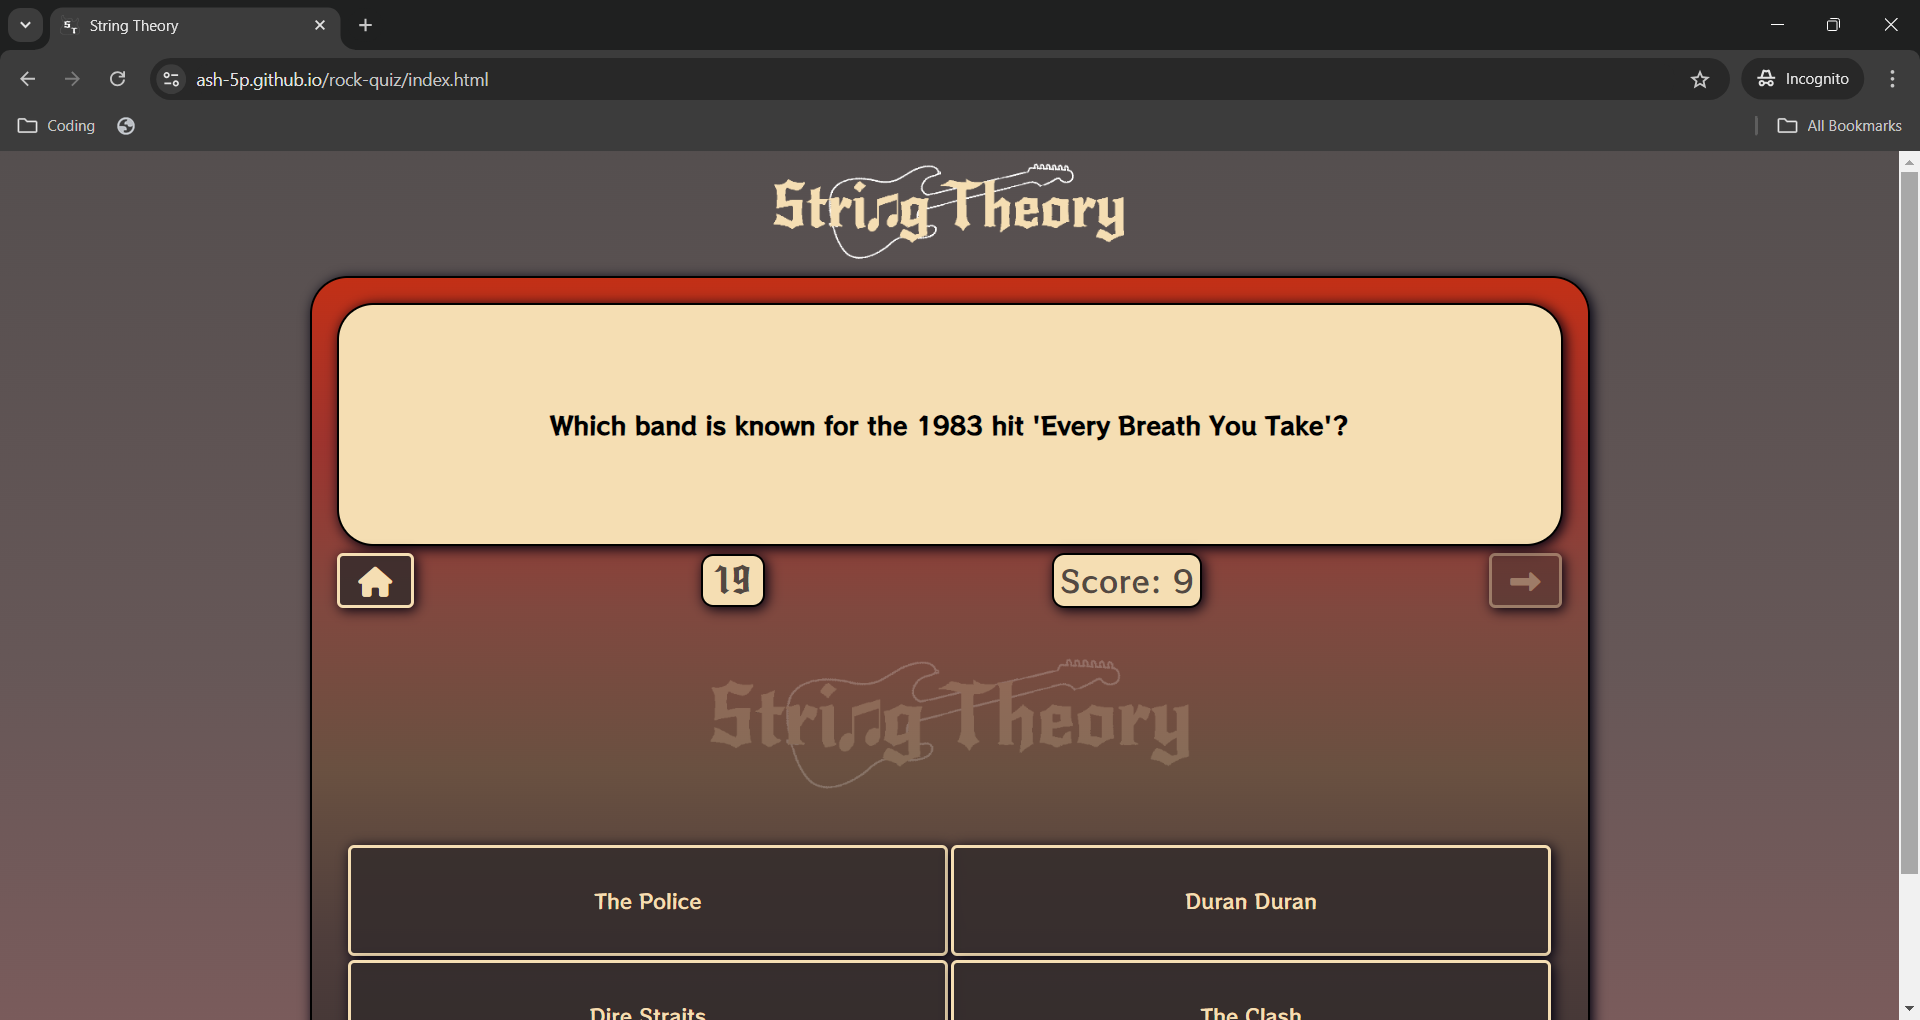 String Theory
ash-5p.github.io/rock-quiz/index.html
Incognito
Coding
All Bookmarks
String Theory
Which band is known for the 1983 hit 'Every Breath You Take'?
19
Score: 9
String Theory
The Police
Duran Duran
Dire Straits
The Clash